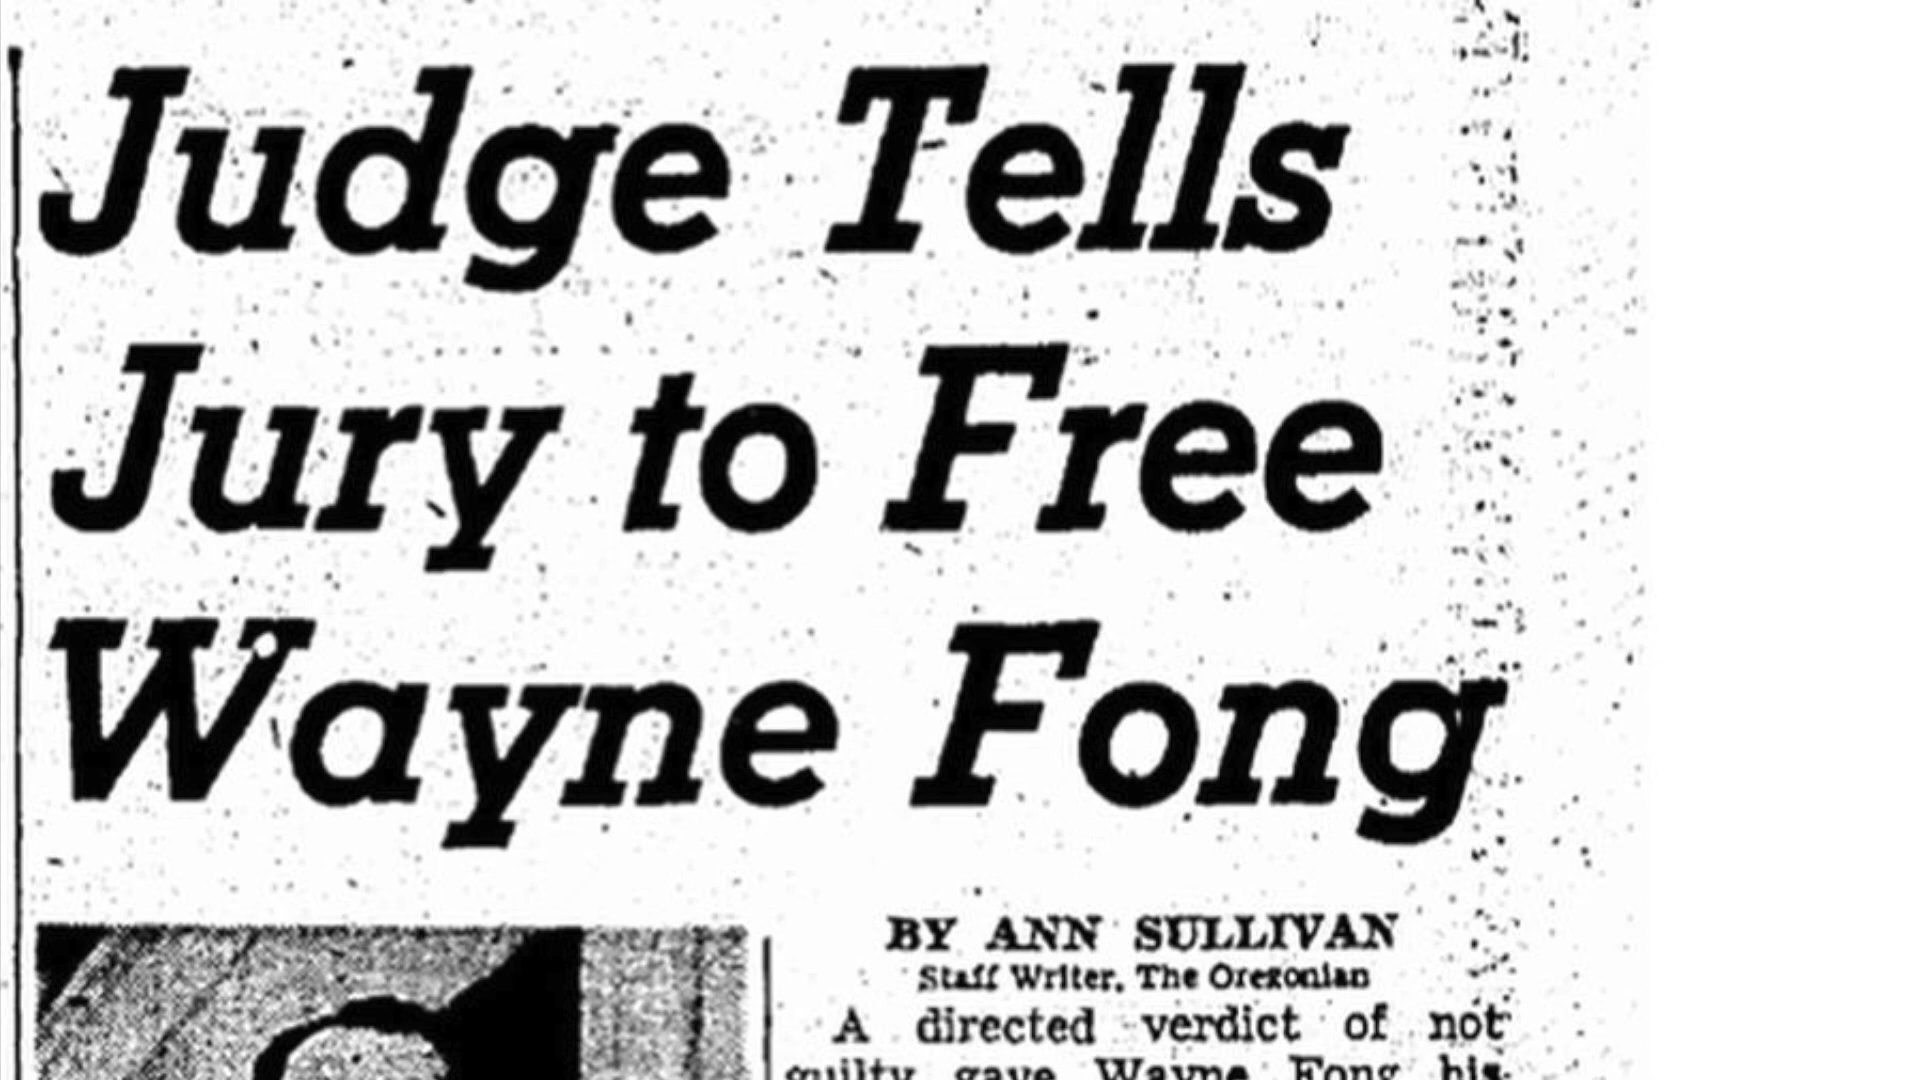 Judge Tells
Jury to Free
Wayne Fong
BY ANN SULLIVAN
Staff Writer, The Oregonian
A directed verdict of not
guilty gave Wayne Fong his